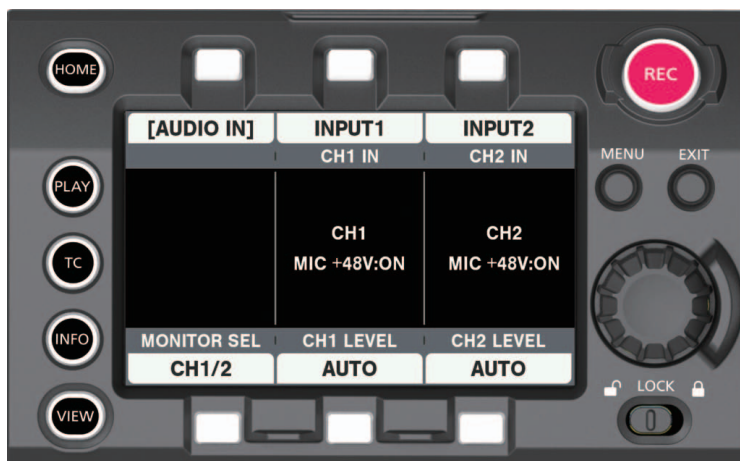 HOME
REC
[AUDIO IN] INPUT1 INPUT2
CH1 IN CH2 IN
MENU EXIT
PLAY
CH1 CH2
MIC +48V:ON MIC +48V:ON
TC
INFO
MONITOR SEL CH1 LEVEL CH2 LEVEL
CH1/2 AUTO AUTO
LOCK
VIEW